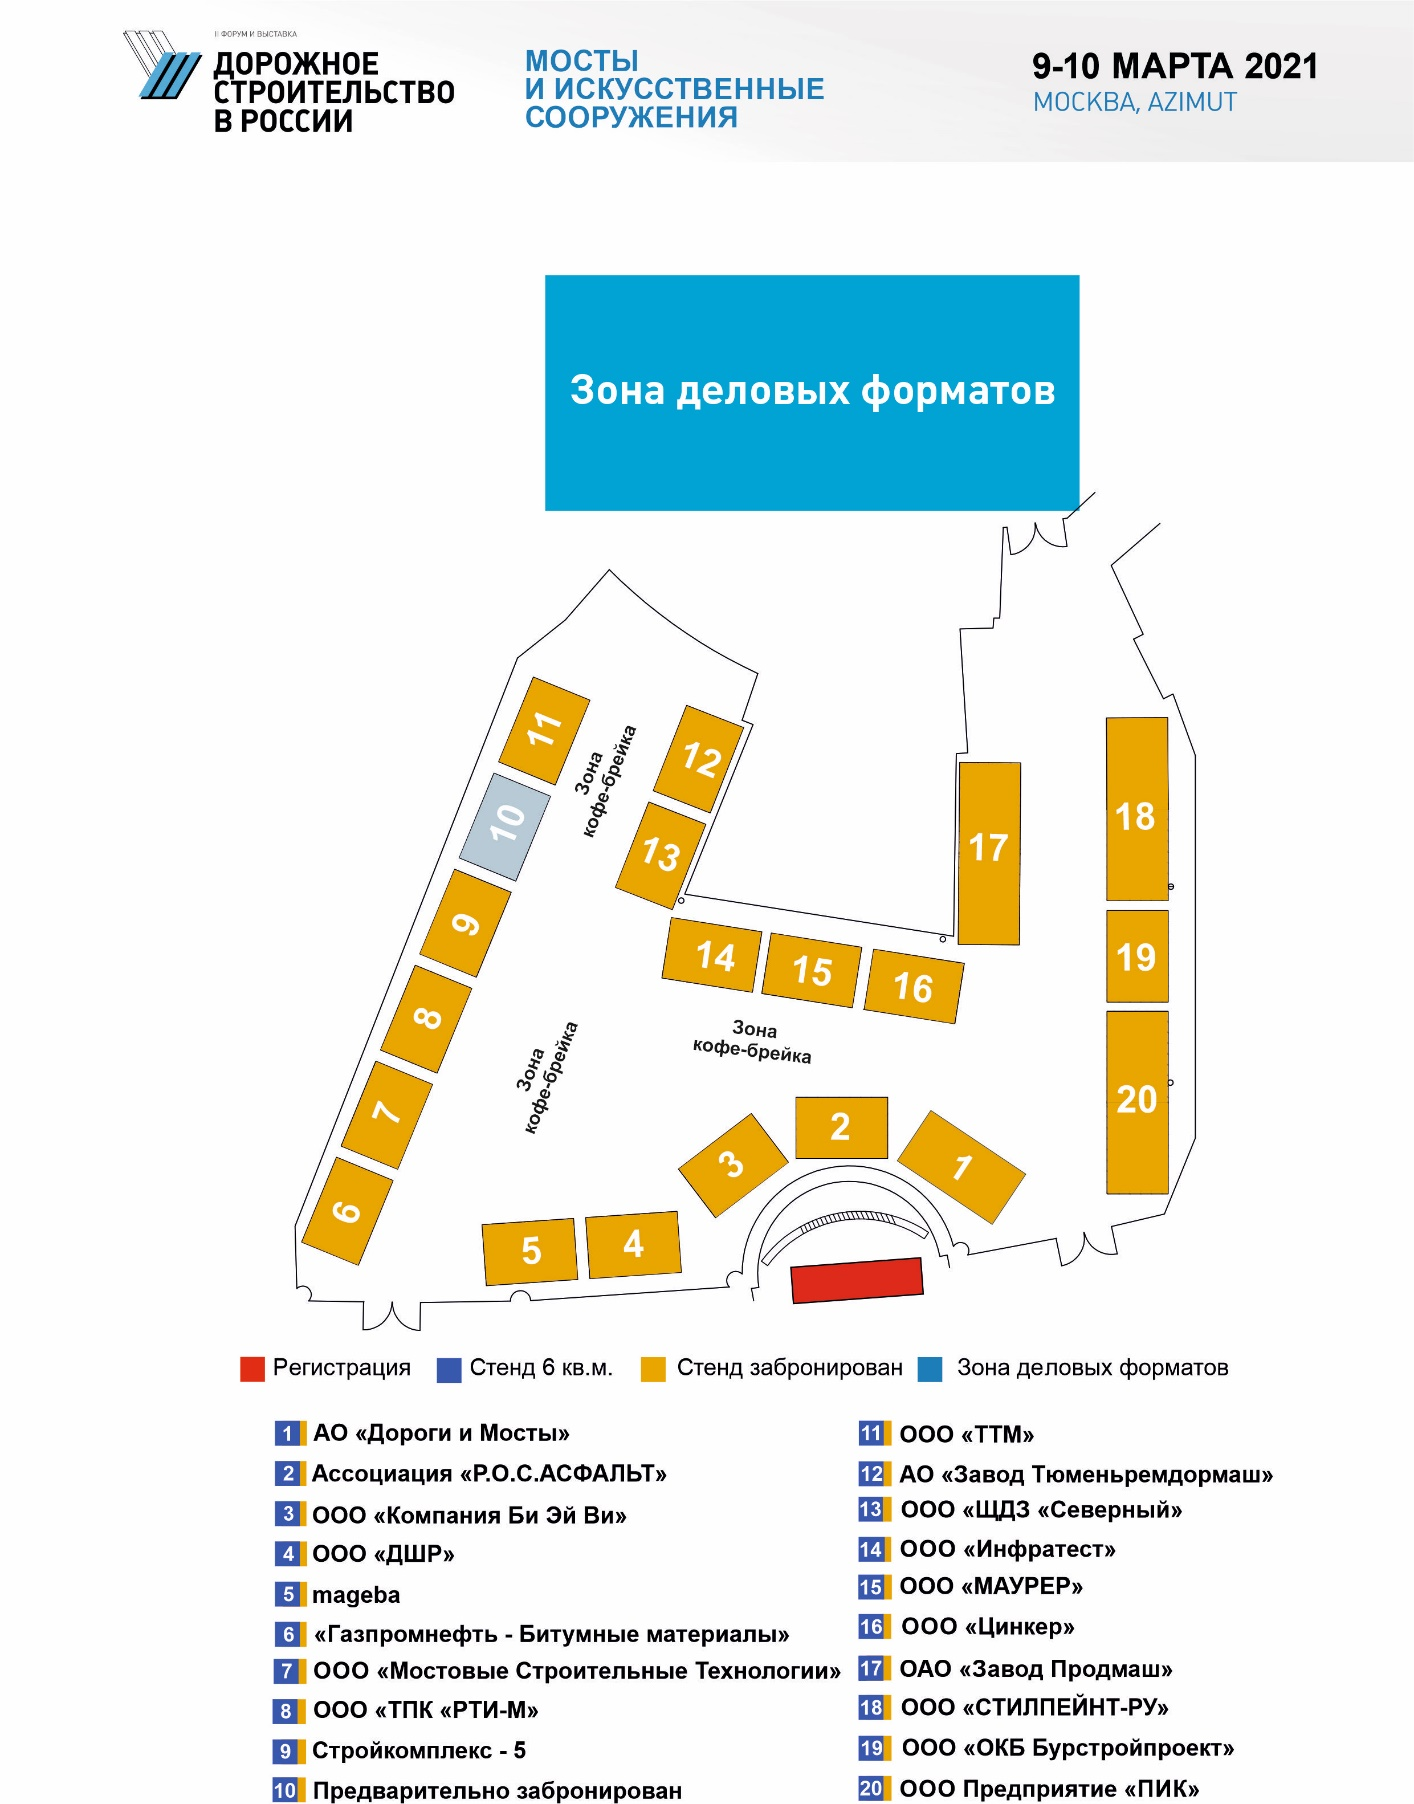 II ФОРУМ И ВЫСТАВКА
ДОРОЖНОЕ
СТРОИТЕЛЬСТВО
В РОССИИ
МОСТЫ
И ИСКУССТВЕННЫЕ
СООРУЖЕНИЯ
9-10 МАРТА 2021
МОСКВА, AZIMUT
Зона деловых форматов
11
Зона
кофе-брейка
12
10
13
17
18
9
14
15
16
19
8
Зона
кофе-брейка
Зона
кофе-брейка
7
20
3
2
1
6
5
4
Регистрация
Стенд 6 кв.м.
Стенд забронирован
Зона деловых форматов
1 АО «Дороги и Мосты»
2 Ассоциация «Р.О.С.АСФАЛЬТ»
3 ООО «Компания Би Эй Ви»
4 ООО «ДШР»
5 mageba
6 «Газпромнефть - Битумные материалы»
7 ООО «Мостовые Строительные Технологии»
8 ООО «ТПК «РТИ-М»
9 Стройкомплекс - 5
10 Предварительно забронирован
11 ООО «ТТМ»
12 АО «Завод Тюменьремдормаш»
13 ООО «ЩДЗ «Северный»
14 ООО «Инфратест»
15 ООО «МАУРЕР»
16 ООО «Цинкер»
17 ОАО «Завод Продмаш»
18 ООО «СТИЛПЕЙНТ-РУ»
19 ООО «ОКБ Бурстройпроект»
20 ООО Предприятие «ПИК»